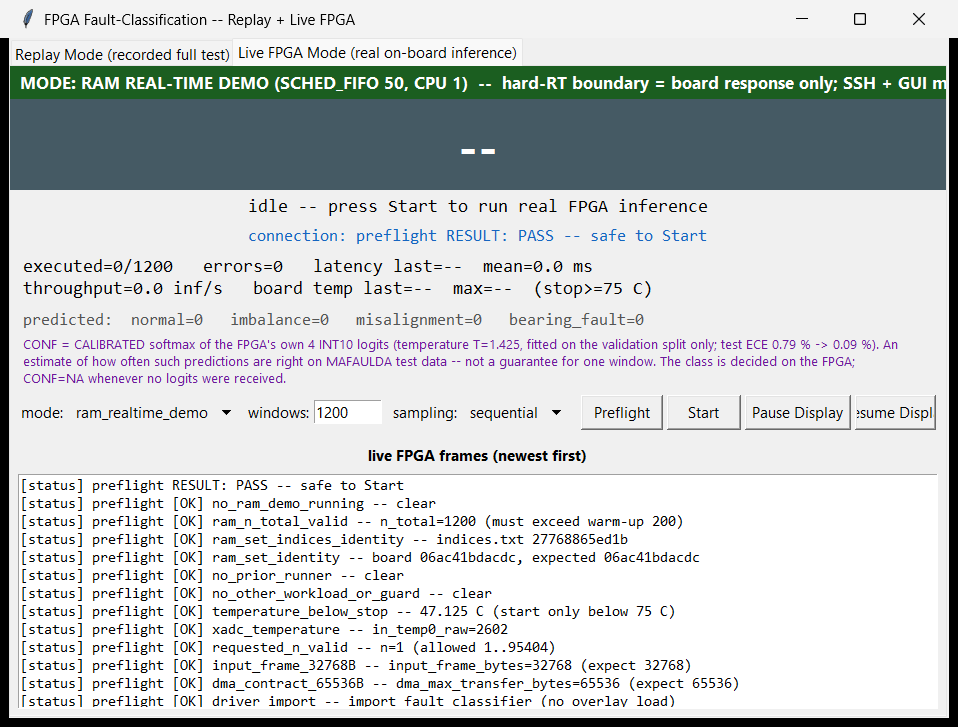 FPGA Fault-Classification -- Replay + Live FPGA
Replay Mode (recorded full test) Live FPGA Mode (real on-board inference)
MODE: RAM REAL-TIME DEMO (SCHED_FIFO 50, CPU 1) -- hard-RT boundary = board response only; SSH + GUI m
--
idle -- press Start to run real FPGA inference
connection: preflight RESULT: PASS -- safe to Start
executed=0/1200 errors=0 latency last=-- mean=0.0 ms
throughput=0.0 inf/s board temp last=-- max=-- (stop>=75 C)
predicted: normal=0 imbalance=0 misalignment=0 bearing_fault=0
CONF = CALIBRATED softmax of the FPGA's own 4 INT10 logits (temperature T=1.425, fitted on the validation split only; test ECE 0.79 % -> 0.09 %). An
estimate of how often such predictions are right on MAFAULDA test data -- not a guarantee for one window. The class is decided on the FPGA;
CONF=NA whenever no logits were received.
mode: ram_realtime_demo windows: 1200 sampling: sequential Preflight Start Pause Display esume Displ
live FPGA frames (newest first)
[status] preflight RESULT: PASS -- safe to Start
[status] preflight [OK] no_ram_demo_running -- clear
[status] preflight [OK] ram_n_total_valid -- n_total=1200 (must exceed warm-up 200)
[status] preflight [OK] ram_set_indices_identity -- indices.txt 27768865ed1b
[status] preflight [OK] ram_set_identity -- board 06ac41bdacdc, expected 06ac41bdacdc
[status] preflight [OK] no_prior_runner -- clear
[status] preflight [OK] no_other_workload_or_guard -- clear
[status] preflight [OK] temperature_below_stop -- 47.125 C (start only below 75 C)
[status] preflight [OK] xadc_temperature -- in_temp0_raw=2602
[status] preflight [OK] requested_n_valid -- n=1 (allowed 1..95404)
[status] preflight [OK] input_frame_32768B -- input_frame_bytes=32768 (expect 32768)
[status] preflight [OK] dma_contract_65536B -- dma_max_transfer_bytes=65536 (expect 65536)
[status] preflight [OK] driver_import -- import fault_classifier (no overlay load)